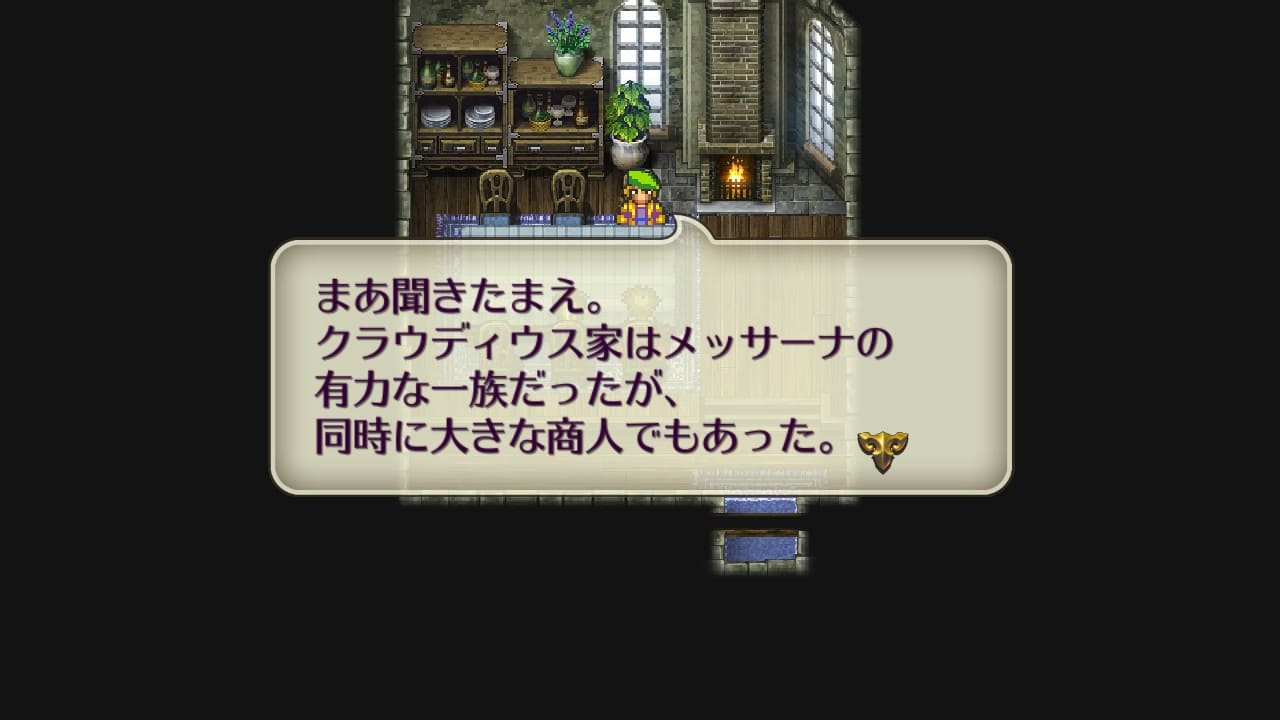 まあ聞きたまえ。
クラウディウス家はメッサーナの
有力な一族だったが、
同時に大きな商人でもあった。